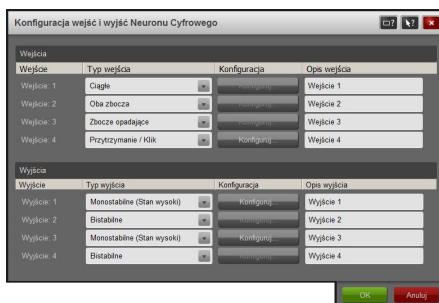 Konfiguracja wejść i wyjść Neuronu Cyfrowego
Wejścia
Wejście Typ wejścia Konfiguracja Opis wejścia
Wejście: 1 Ciągłe Konfiguruj... Wejście 1
Wejście: 2 Oba zbocza Konfiguruj... Wejście 2
Wejście: 3 Zbocze opadające Konfiguruj... Wejście 3
Wejście: 4 Przytrzymanie / Klik Konfiguruj... Wejście 4
Wyjścia
Wyjście Typ wyjścia Konfiguracja Opis wyjścia
Wyjście: 1 Monostabilne (Stan wysoki) Konfiguruj... Wyjście 1
Wyjście: 2 Bistabilne Konfiguruj... Wyjście 2
Wyjście: 3 Monostabilne (Stan wysoki) Konfiguruj... Wyjście 3
Wyjście: 4 Bistabilne Konfiguruj... Wyjście 4
OK Anuluj